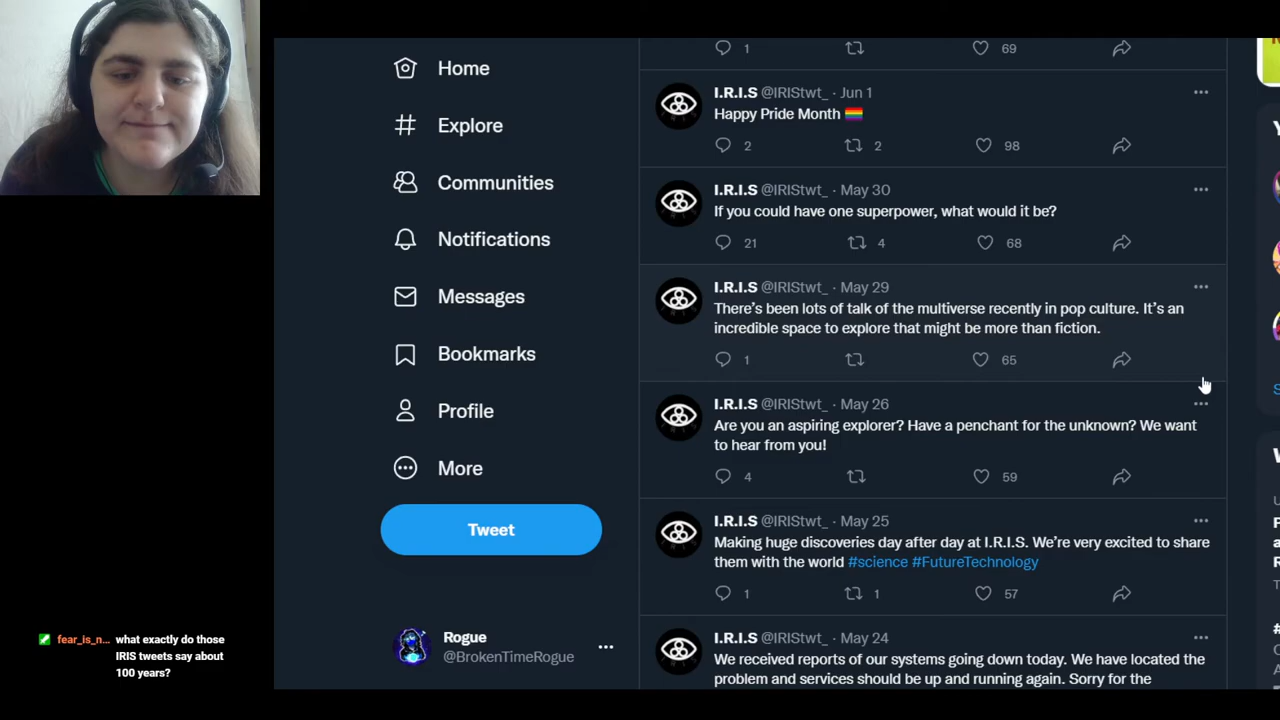 1 69
Home
Explore
Communities
Notifications
Messages
Bookmarks
Profile
More
Tweet
Rogue
@BrokenTimeRogue
I.R.I.S @IRIStwt_ · Jun 1
Happy Pride Month 🏳️‍🌈
2 2 98
I.R.I.S @IRIStwt_ · May 30
If you could have one superpower, what would it be?
21 4 68
I.R.I.S @IRIStwt_ · May 29
There's been lots of talk of the multiverse recently in pop culture. It's an
incredible space to explore that might be more than fiction.
1 65
I.R.I.S @IRIStwt_ · May 26
Are you an aspiring explorer? Have a penchant for the unknown? We want
to hear from you!
4 59
I.R.I.S @IRIStwt_ · May 25
Making huge discoveries day after day at I.R.I.S. We're very excited to share
them with the world #science #FutureTechnology
1 1 57
I.R.I.S @IRIStwt_ · May 24
We received reports of our systems going down today. We have located the
problem and services should be up and running again. Sorry for the
fear_is_n... what exactly do those
IRIS tweets say about
100 years?